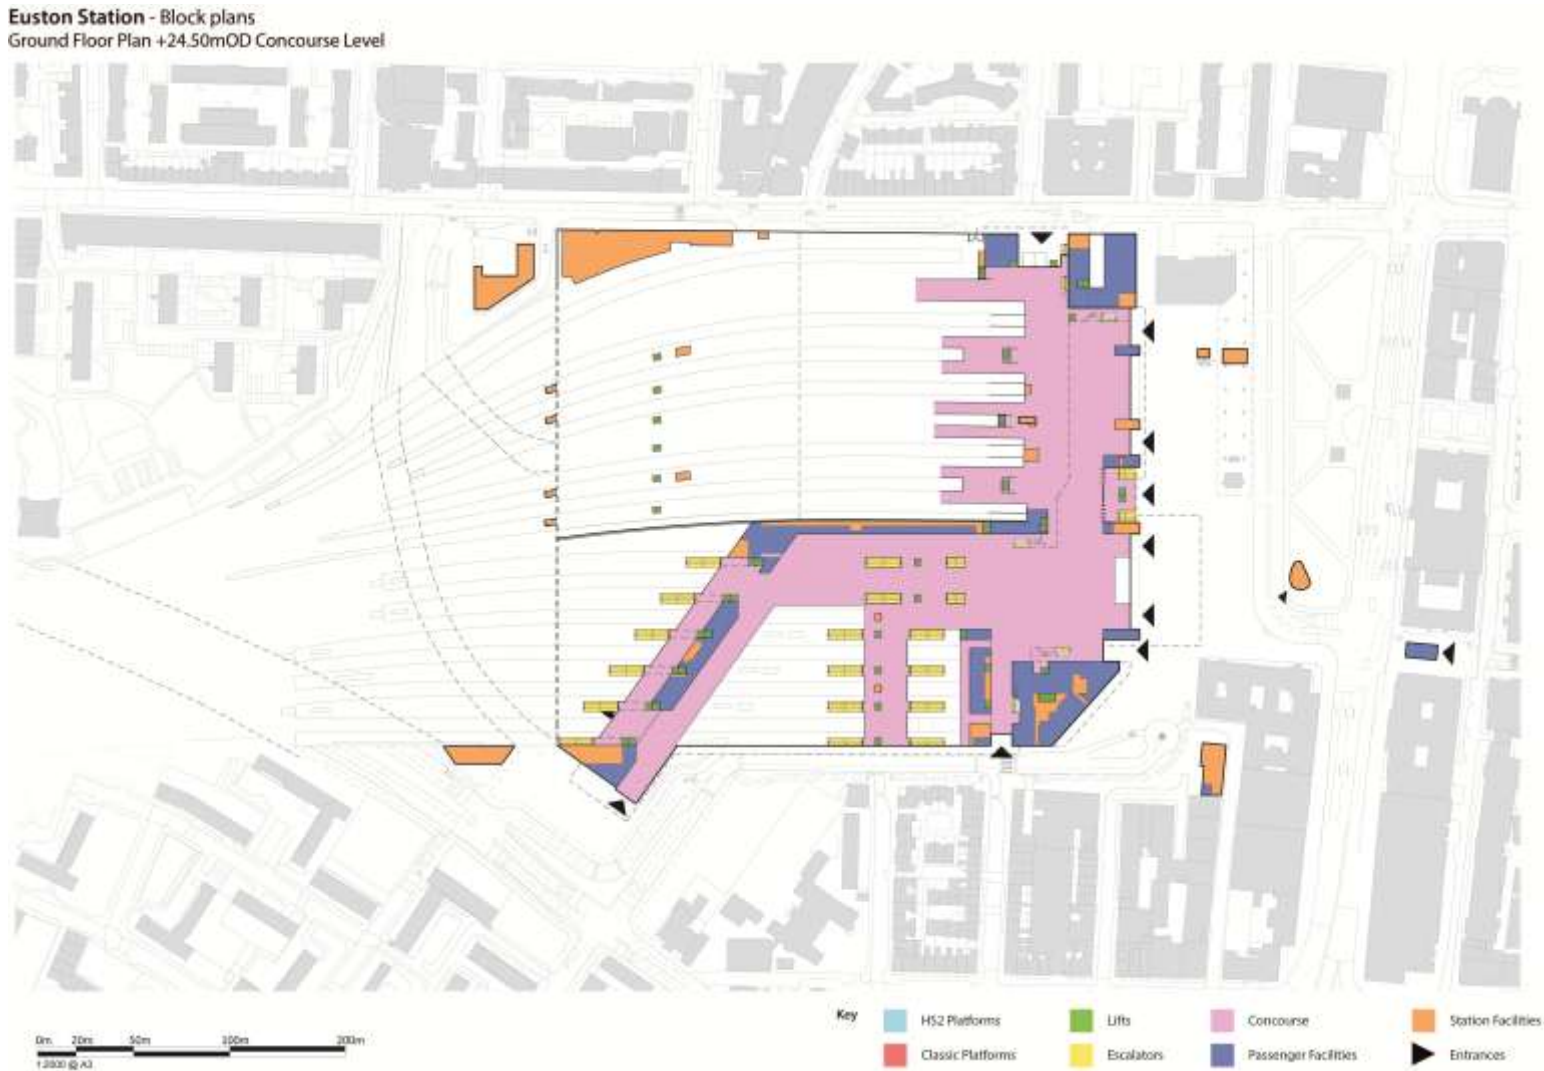 Euston Station - Block plans
Ground Floor Plan +24.50mOD Concourse Level
Key
HS2 Platforms
Lifts
Concourse
Station Facilities
Classic Platforms
Escalators
Passenger Facilities
Entrances
0m 20m 50m 100m 200m
1:2000 @ A3